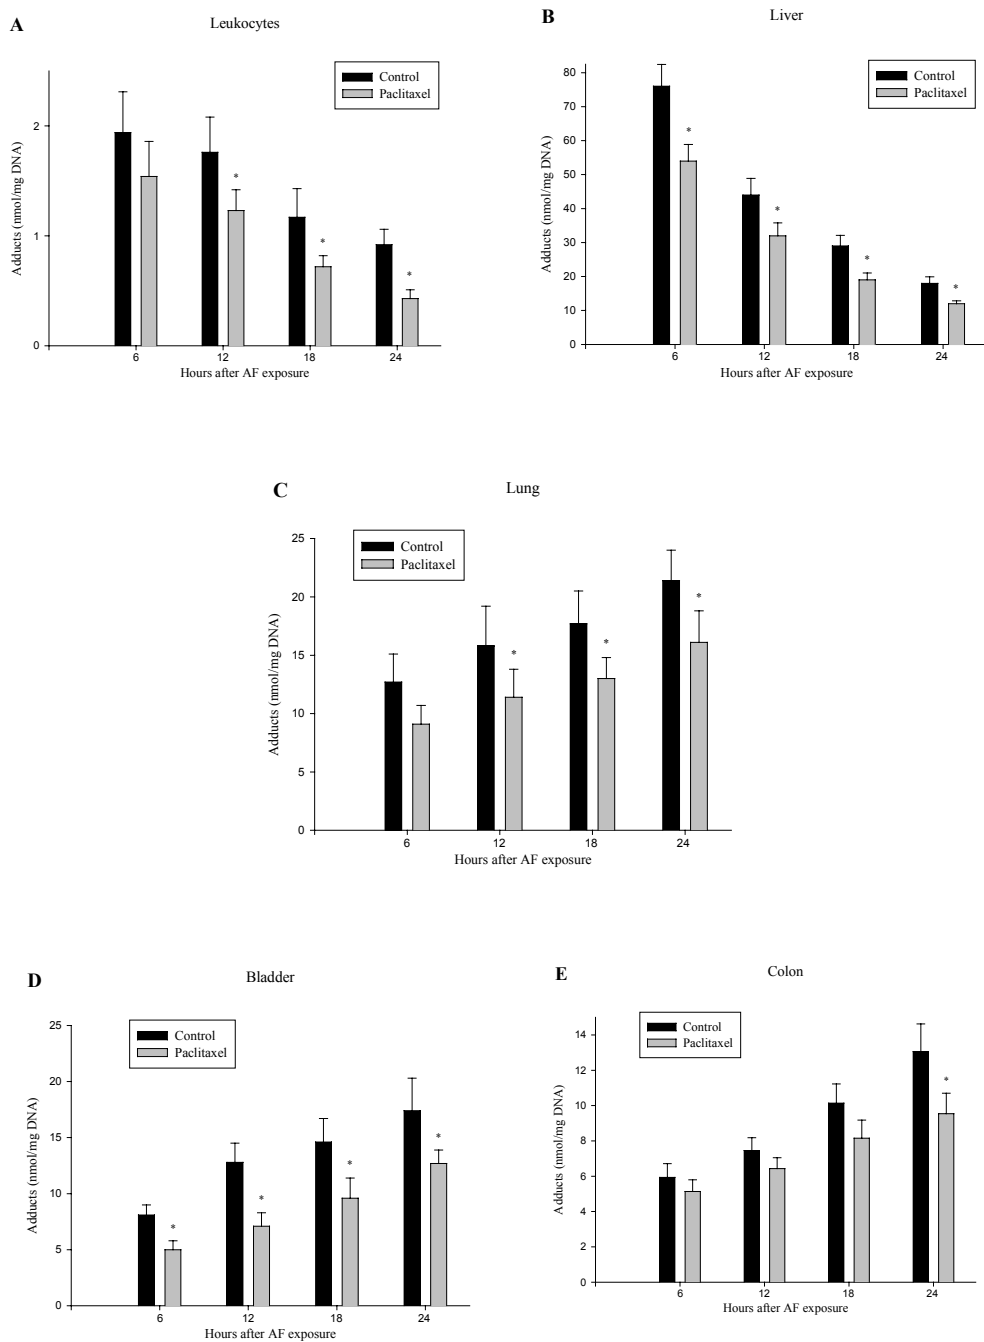 A
Leukocytes
Control
Paclitaxel
Adducts (nmol/mg DNA)
2
*
*
1
*
0
6 12 18 24
Hours after AF exposure
B
Liver
Control
Paclitaxel
Adducts (nmol/mg DNA)
80
70
*
60
50
*
40
30
*
20
*
10
0
6 12 18 24
Hours after AF exposure
C
Lung
Control
Paclitaxel
Adducts (nmol/mg DNA)
25
20
*
*
*
15
10
5
0
6 12 18 24
Hours after AF exposure
D
Bladder
Control
Paclitaxel
Adducts (nmol/mg DNA)
25
20
15
*
*
10
*
*
5
0
6 12 18 24
Hours after AF exposure
E
Colon
Control
Paclitaxel
Adducts (nmol/mg DNA)
14
12
*
10
8
6
4
2
0
6 12 18 24
Hours after AF exposure